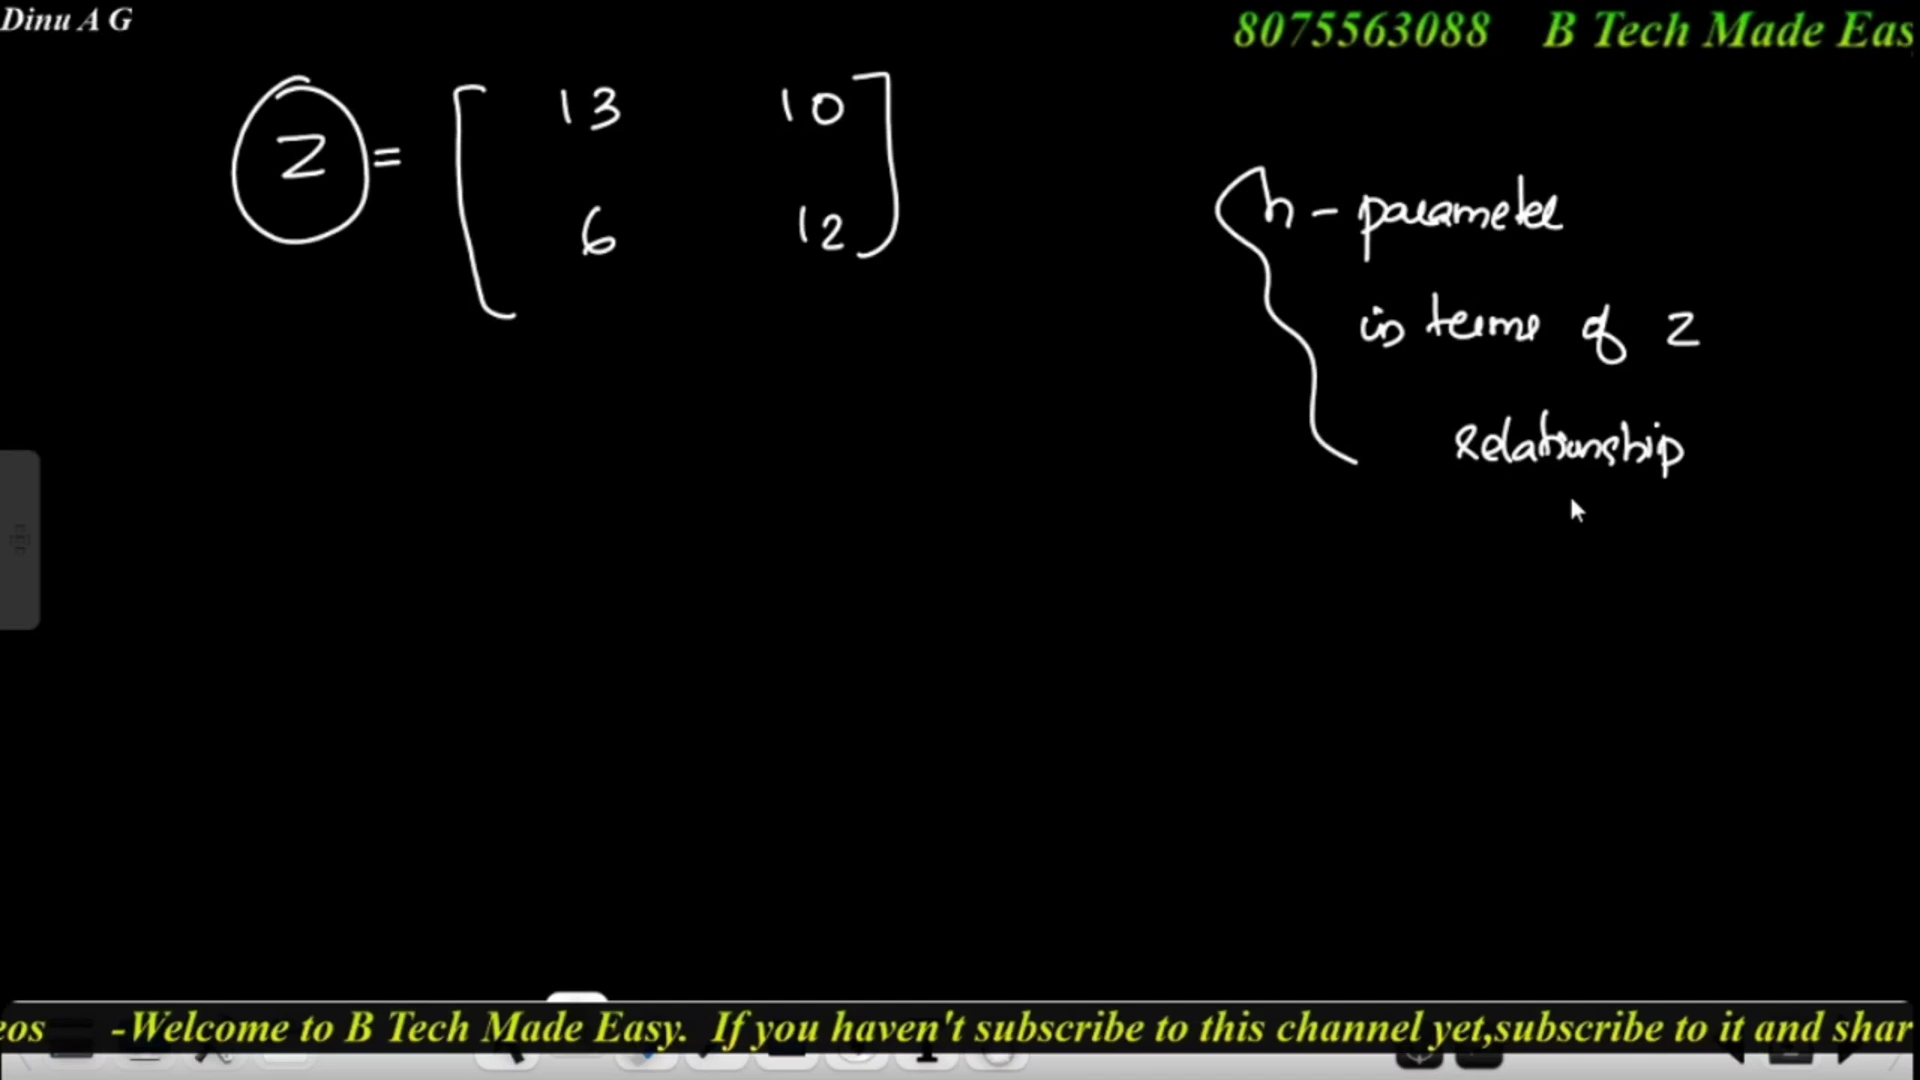 Dinu A G
8075563088 B Tech Made Eas
Z = [ 13 10
6 12 ]
h - parameter
in terms of Z
Relationship
eos -Welcome to B Tech Made Easy. If you haven't subscribe to this channel yet,subscribe to it and shar